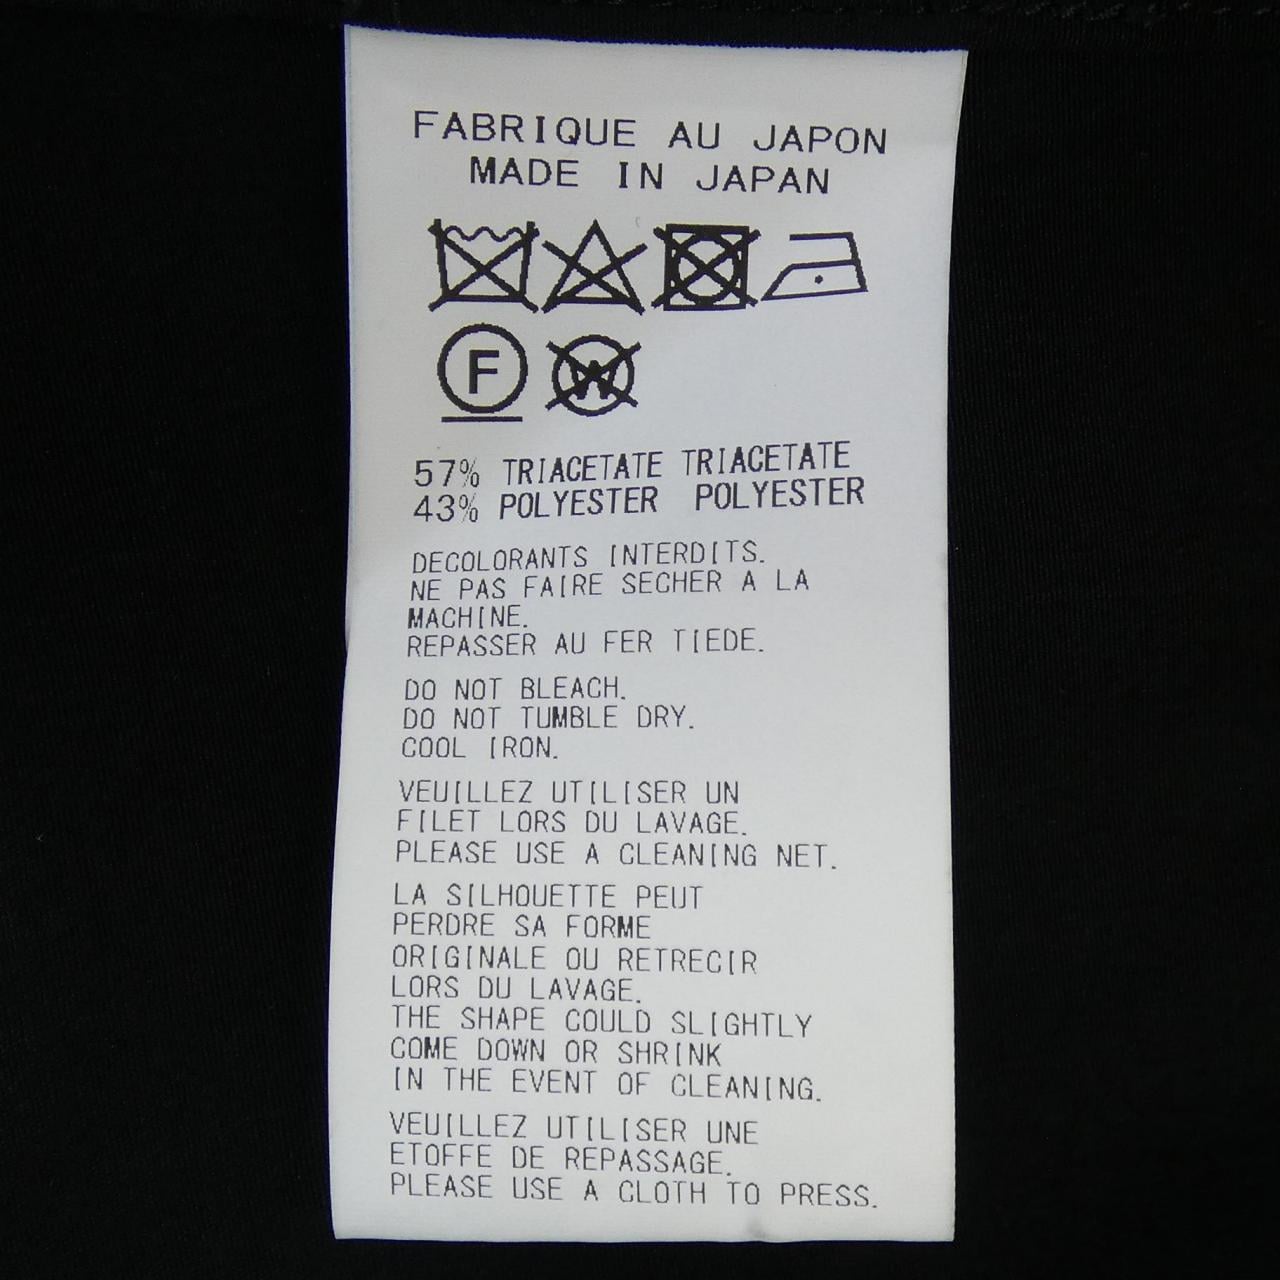 FABRIQUE AU JAPON
MADE IN JAPAN
F W
57% TRIACETATE TRIACETATE
43% POLYESTER POLYESTER
DECOLORANTS INTERDITS.
NE PAS FAIRE SECHER A LA
MACHINE.
REPASSER AU FER TIEDE.
DO NOT BLEACH.
DO NOT TUMBLE DRY.
COOL IRON.
VEUILLEZ UTILISER UN
FILET LORS DU LAVAGE.
PLEASE USE A CLEANING NET.
LA SILHOUETTE PEUT
PERDRE SA FORME
ORIGINALE OU RETRECIR
LORS DU LAVAGE.
THE SHAPE COULD SLIGHTLY
COME DOWN OR SHRINK
IN THE EVENT OF CLEANING.
VEUILLEZ UTILISER UNE
ETOFFE DE REPASSAGE.
PLEASE USE A CLOTH TO PRESS.